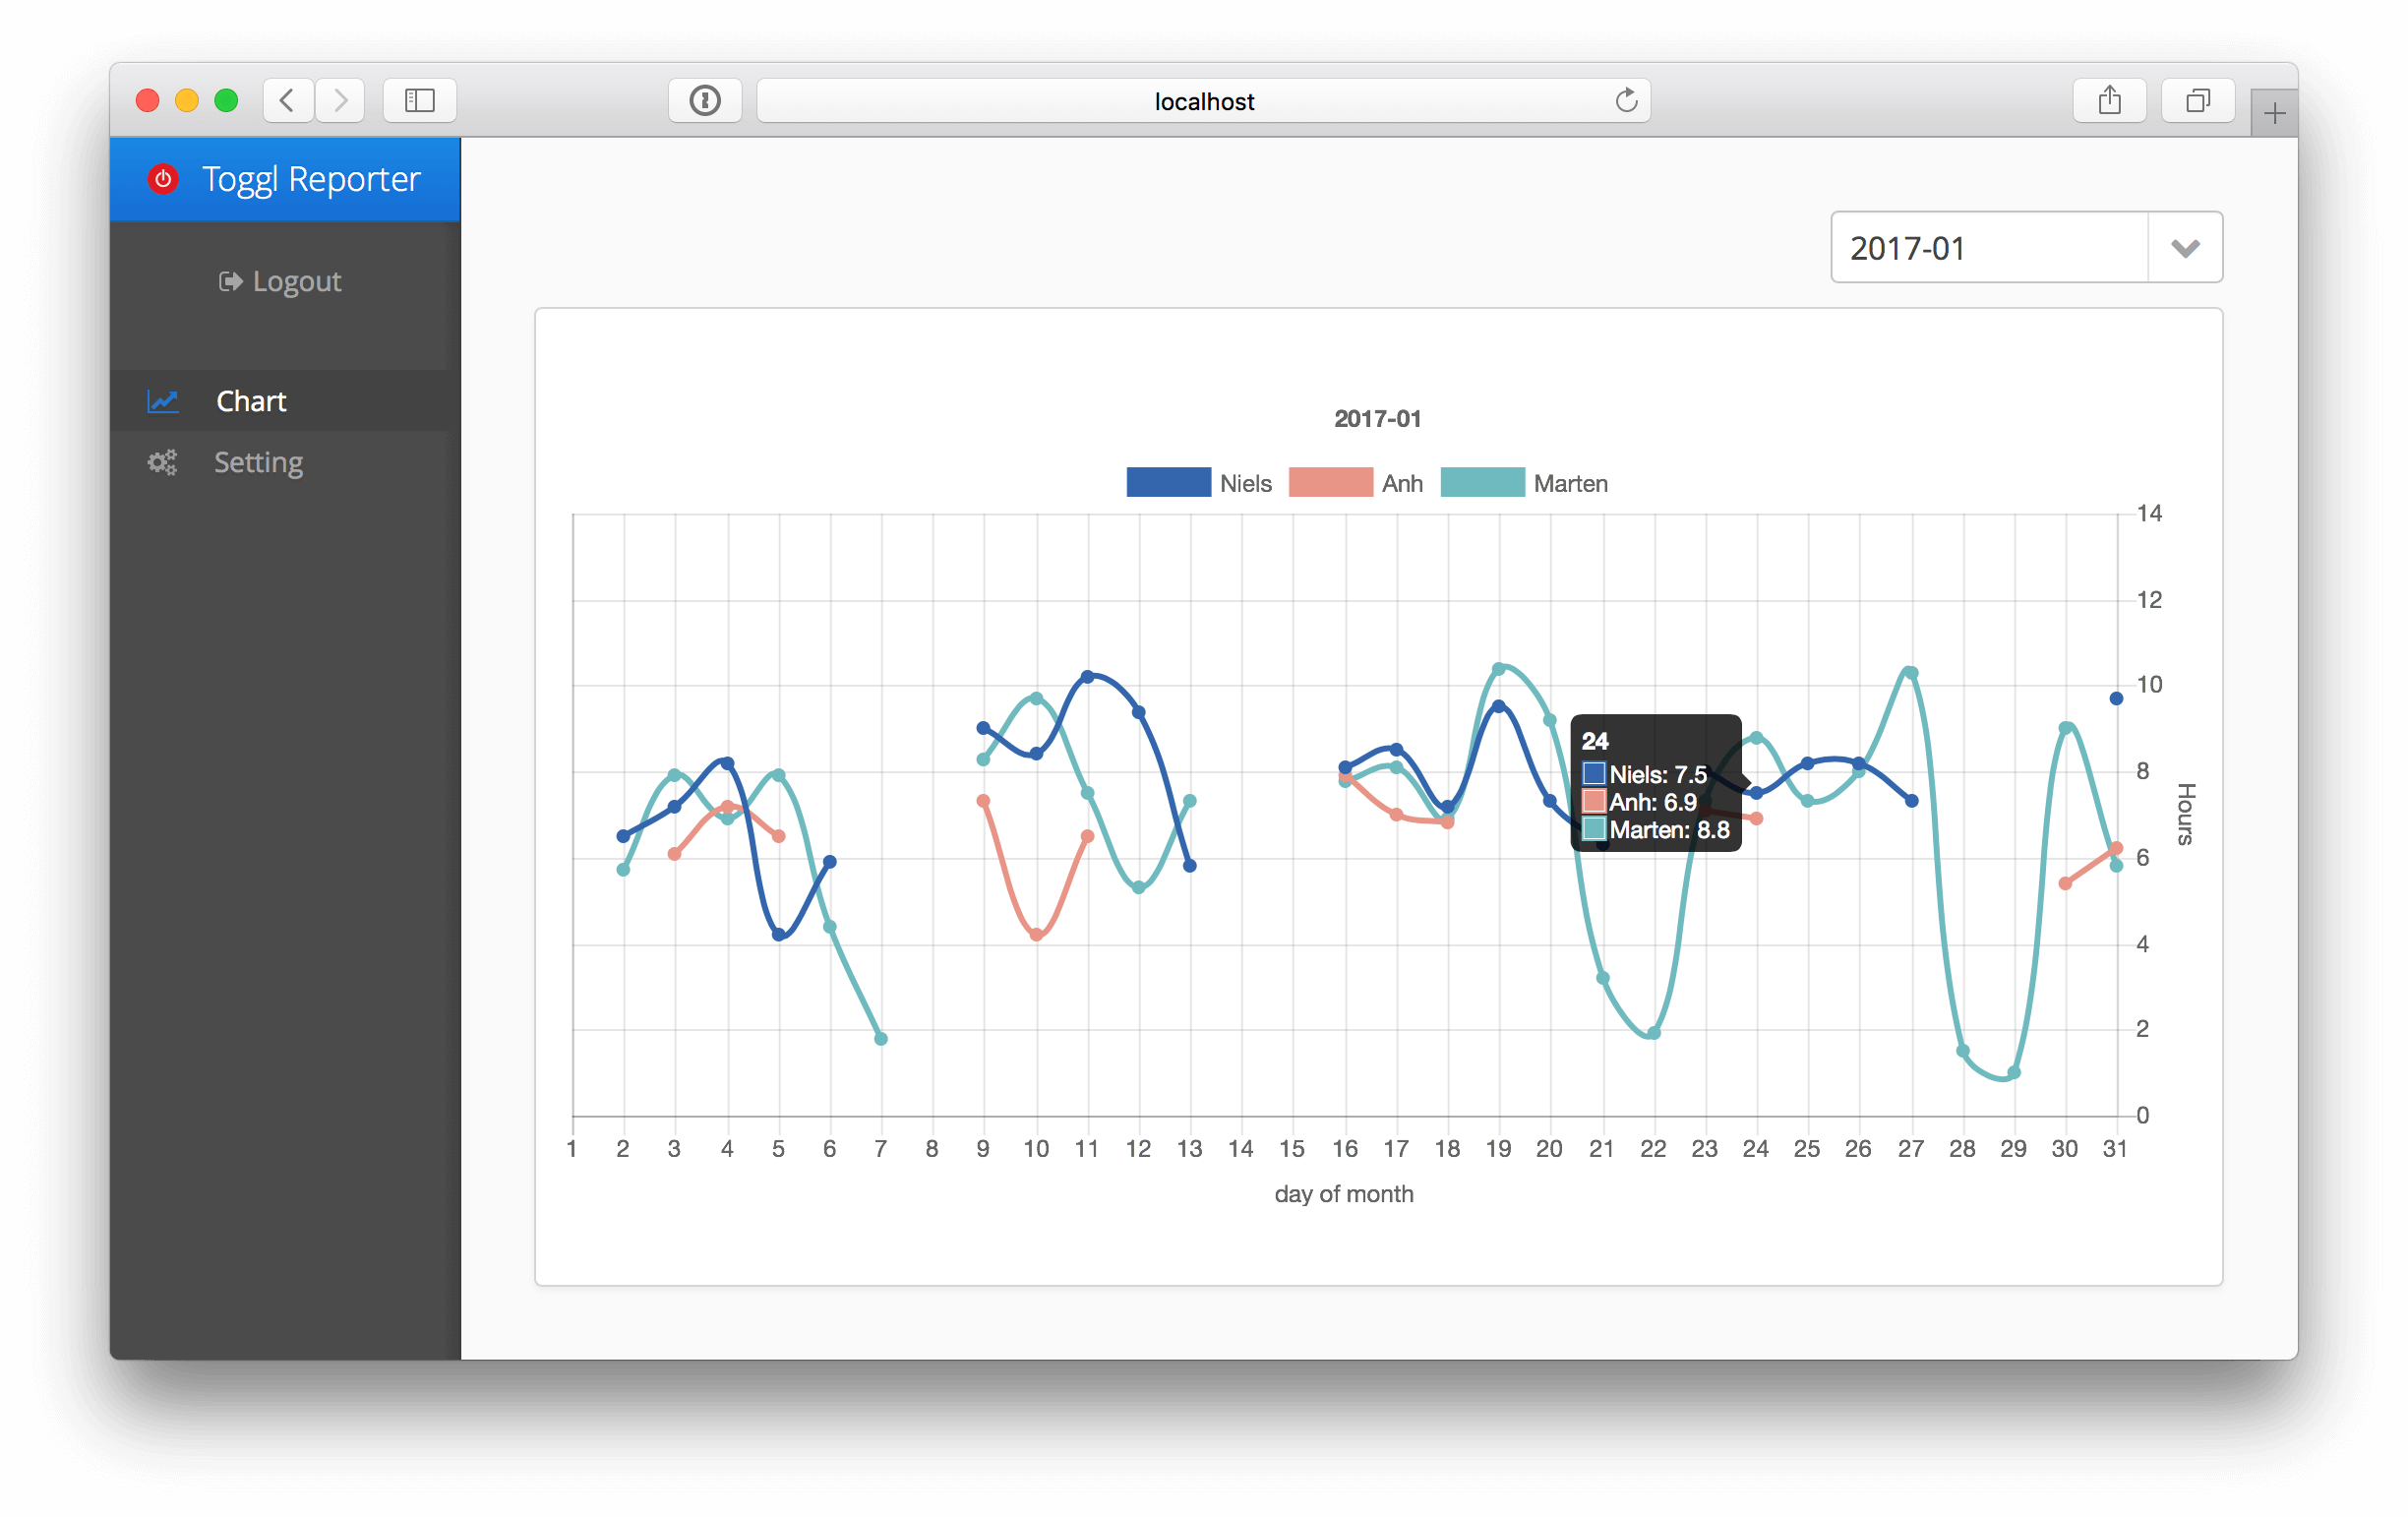 localhost
Toggl Reporter
Logout
Chart
Setting
2017-01
2017-01
Niels Anh Marten
14
12
10
8
6
4
2
0
Hours
24
Niels: 7.5
Anh: 6.9
Marten: 8.8
1 2 3 4 5 6 7 8 9 10 11 12 13 14 15 16 17 18 19 20 21 22 23 24 25 26 27 28 29 30 31
day of month